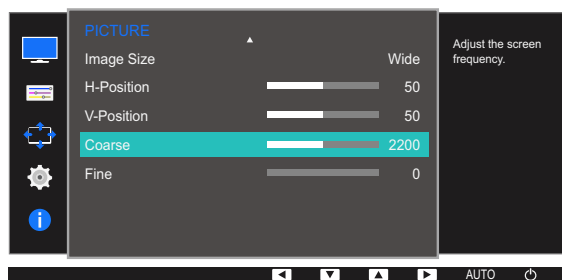 PICTURE
Image Size Wide
H-Position 50
V-Position 50
Coarse 2200
Fine 0
Adjust the screen
frequency.
AUTO